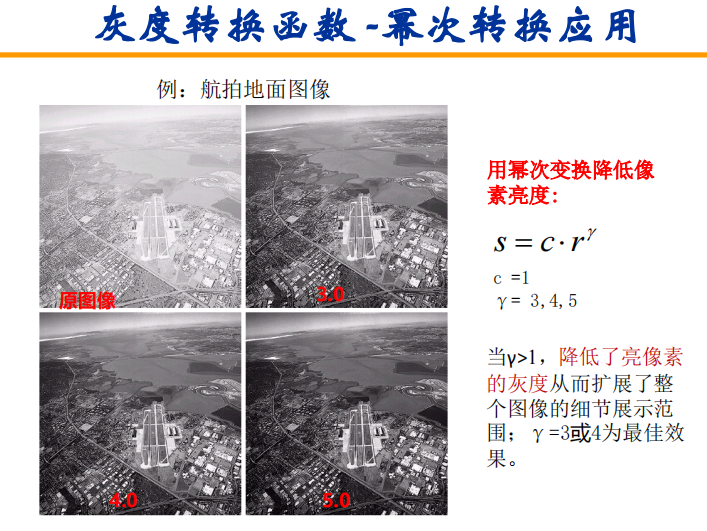 灰度转换函数-幂次转换应用
例：航拍地面图像
原图像
3.0
4.0
5.0
用幂次变换降低像
素亮度:
s = c · r^γ
c =1
γ= 3,4,5
当γ>1，降低了亮像素
的灰度从而扩展了整
个图像的细节展示范
围；γ=3或4为最佳效
果。